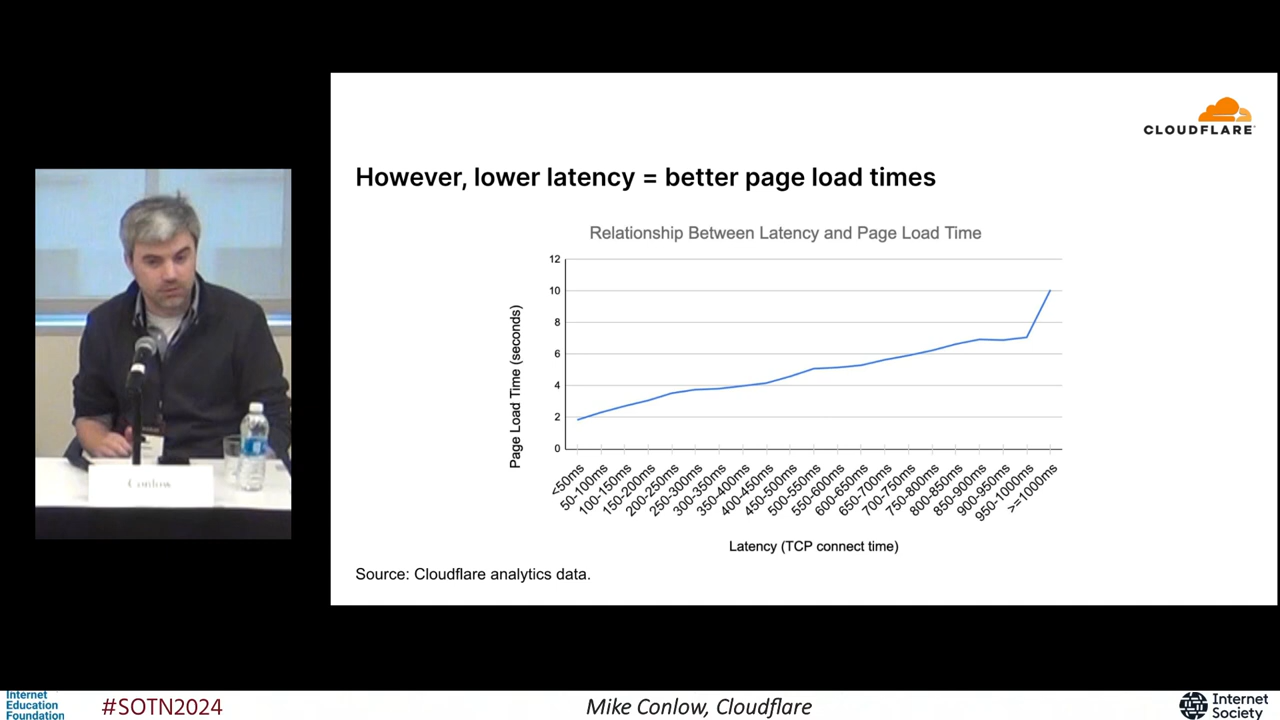 CLOUDFLARE
However, lower latency = better page load times
Relationship Between Latency and Page Load Time
12
10
8
6
4
2
0
Page Load Time (seconds)
<50ms
50-100ms
100-150ms
150-200ms
200-250ms
250-300ms
300-350ms
350-400ms
400-450ms
450-500ms
500-550ms
550-600ms
600-650ms
650-700ms
700-750ms
750-800ms
800-850ms
850-900ms
900-950ms
950-1000ms
>=1000ms
Latency (TCP connect time)
Source: Cloudflare analytics data.
Conlow
Internet
Education
Foundation
#SOTN2024
Mike Conlow, Cloudflare
Internet
Society